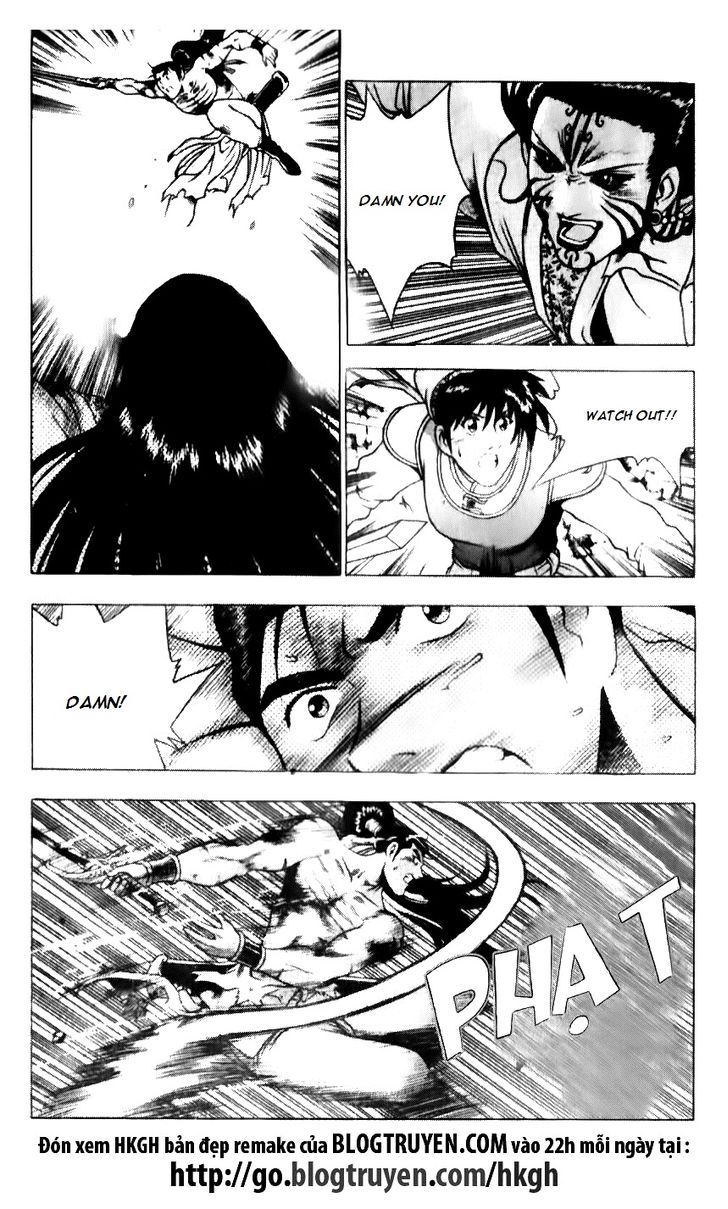 DAMN YOU!
WATCH OUT!!
DAMN!
PHẠT
Đón xem HKGH bản đẹp remake của BLOGTRUYEN.COM vào 22h mỗi ngày tại :
http://go.blogtruyen.com/hkgh